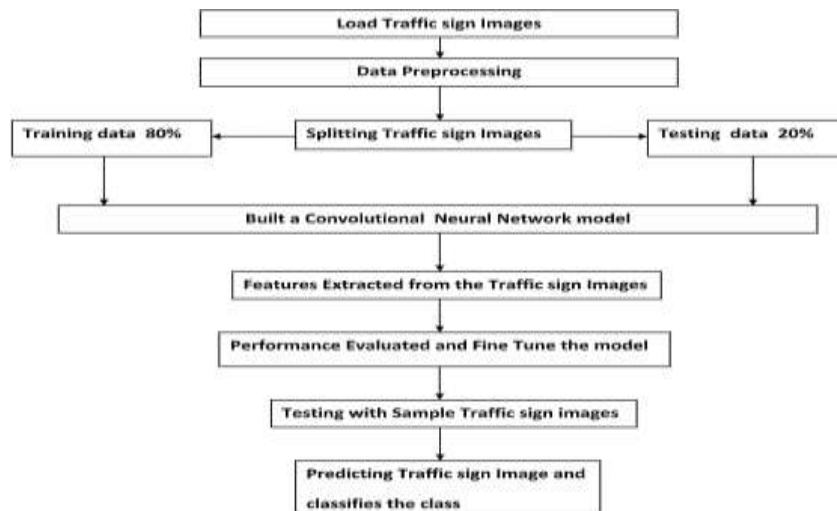 Load Traffic sign Images
Data Preprocessing
Training data 80%
Splitting Traffic sign Images
Testing data 20%
Built a Convolutional Neural Network model
Features Extracted from the Traffic sign Images
Performance Evaluated and Fine Tune the model
Testing with Sample Traffic sign images
Predicting Traffic sign Image and
classifies the class